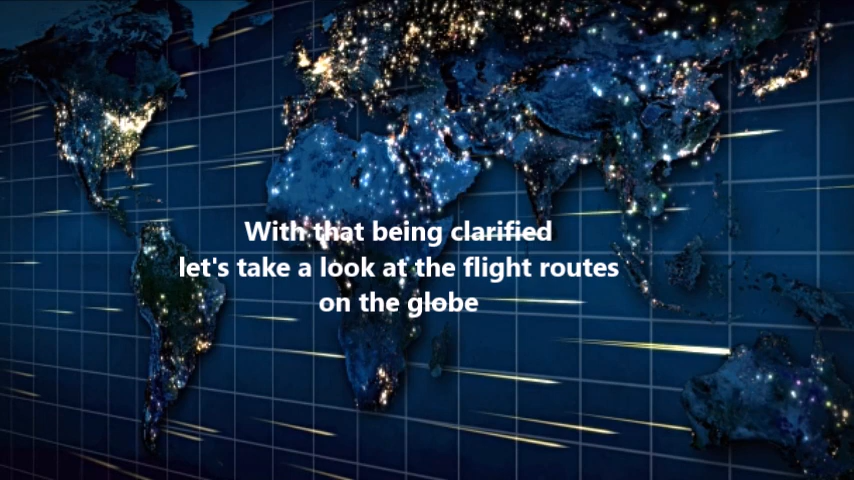 With that being clarified
let's take a look at the flight routes
on the globe